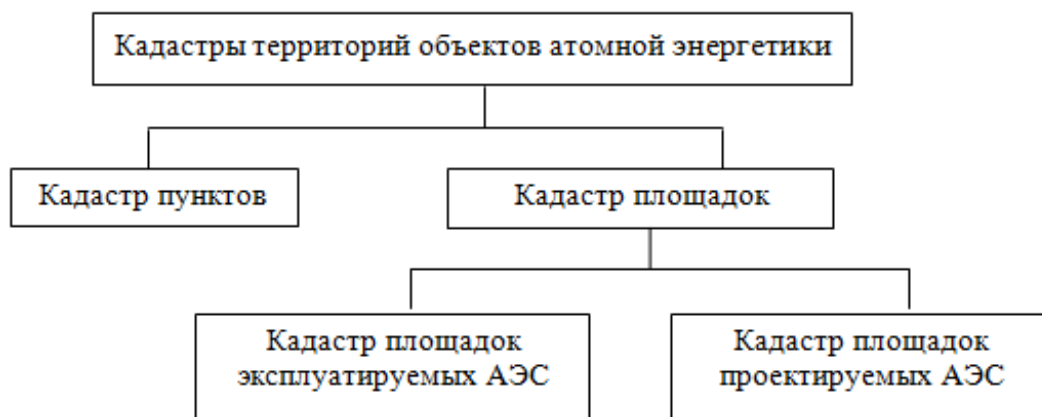 Кадастры территорий объектов атомной энергетики
Кадастр пунктов
Кадастр площадок
Кадастр площадок
эксплуатируемых АЭС
Кадастр площадок
проектируемых АЭС